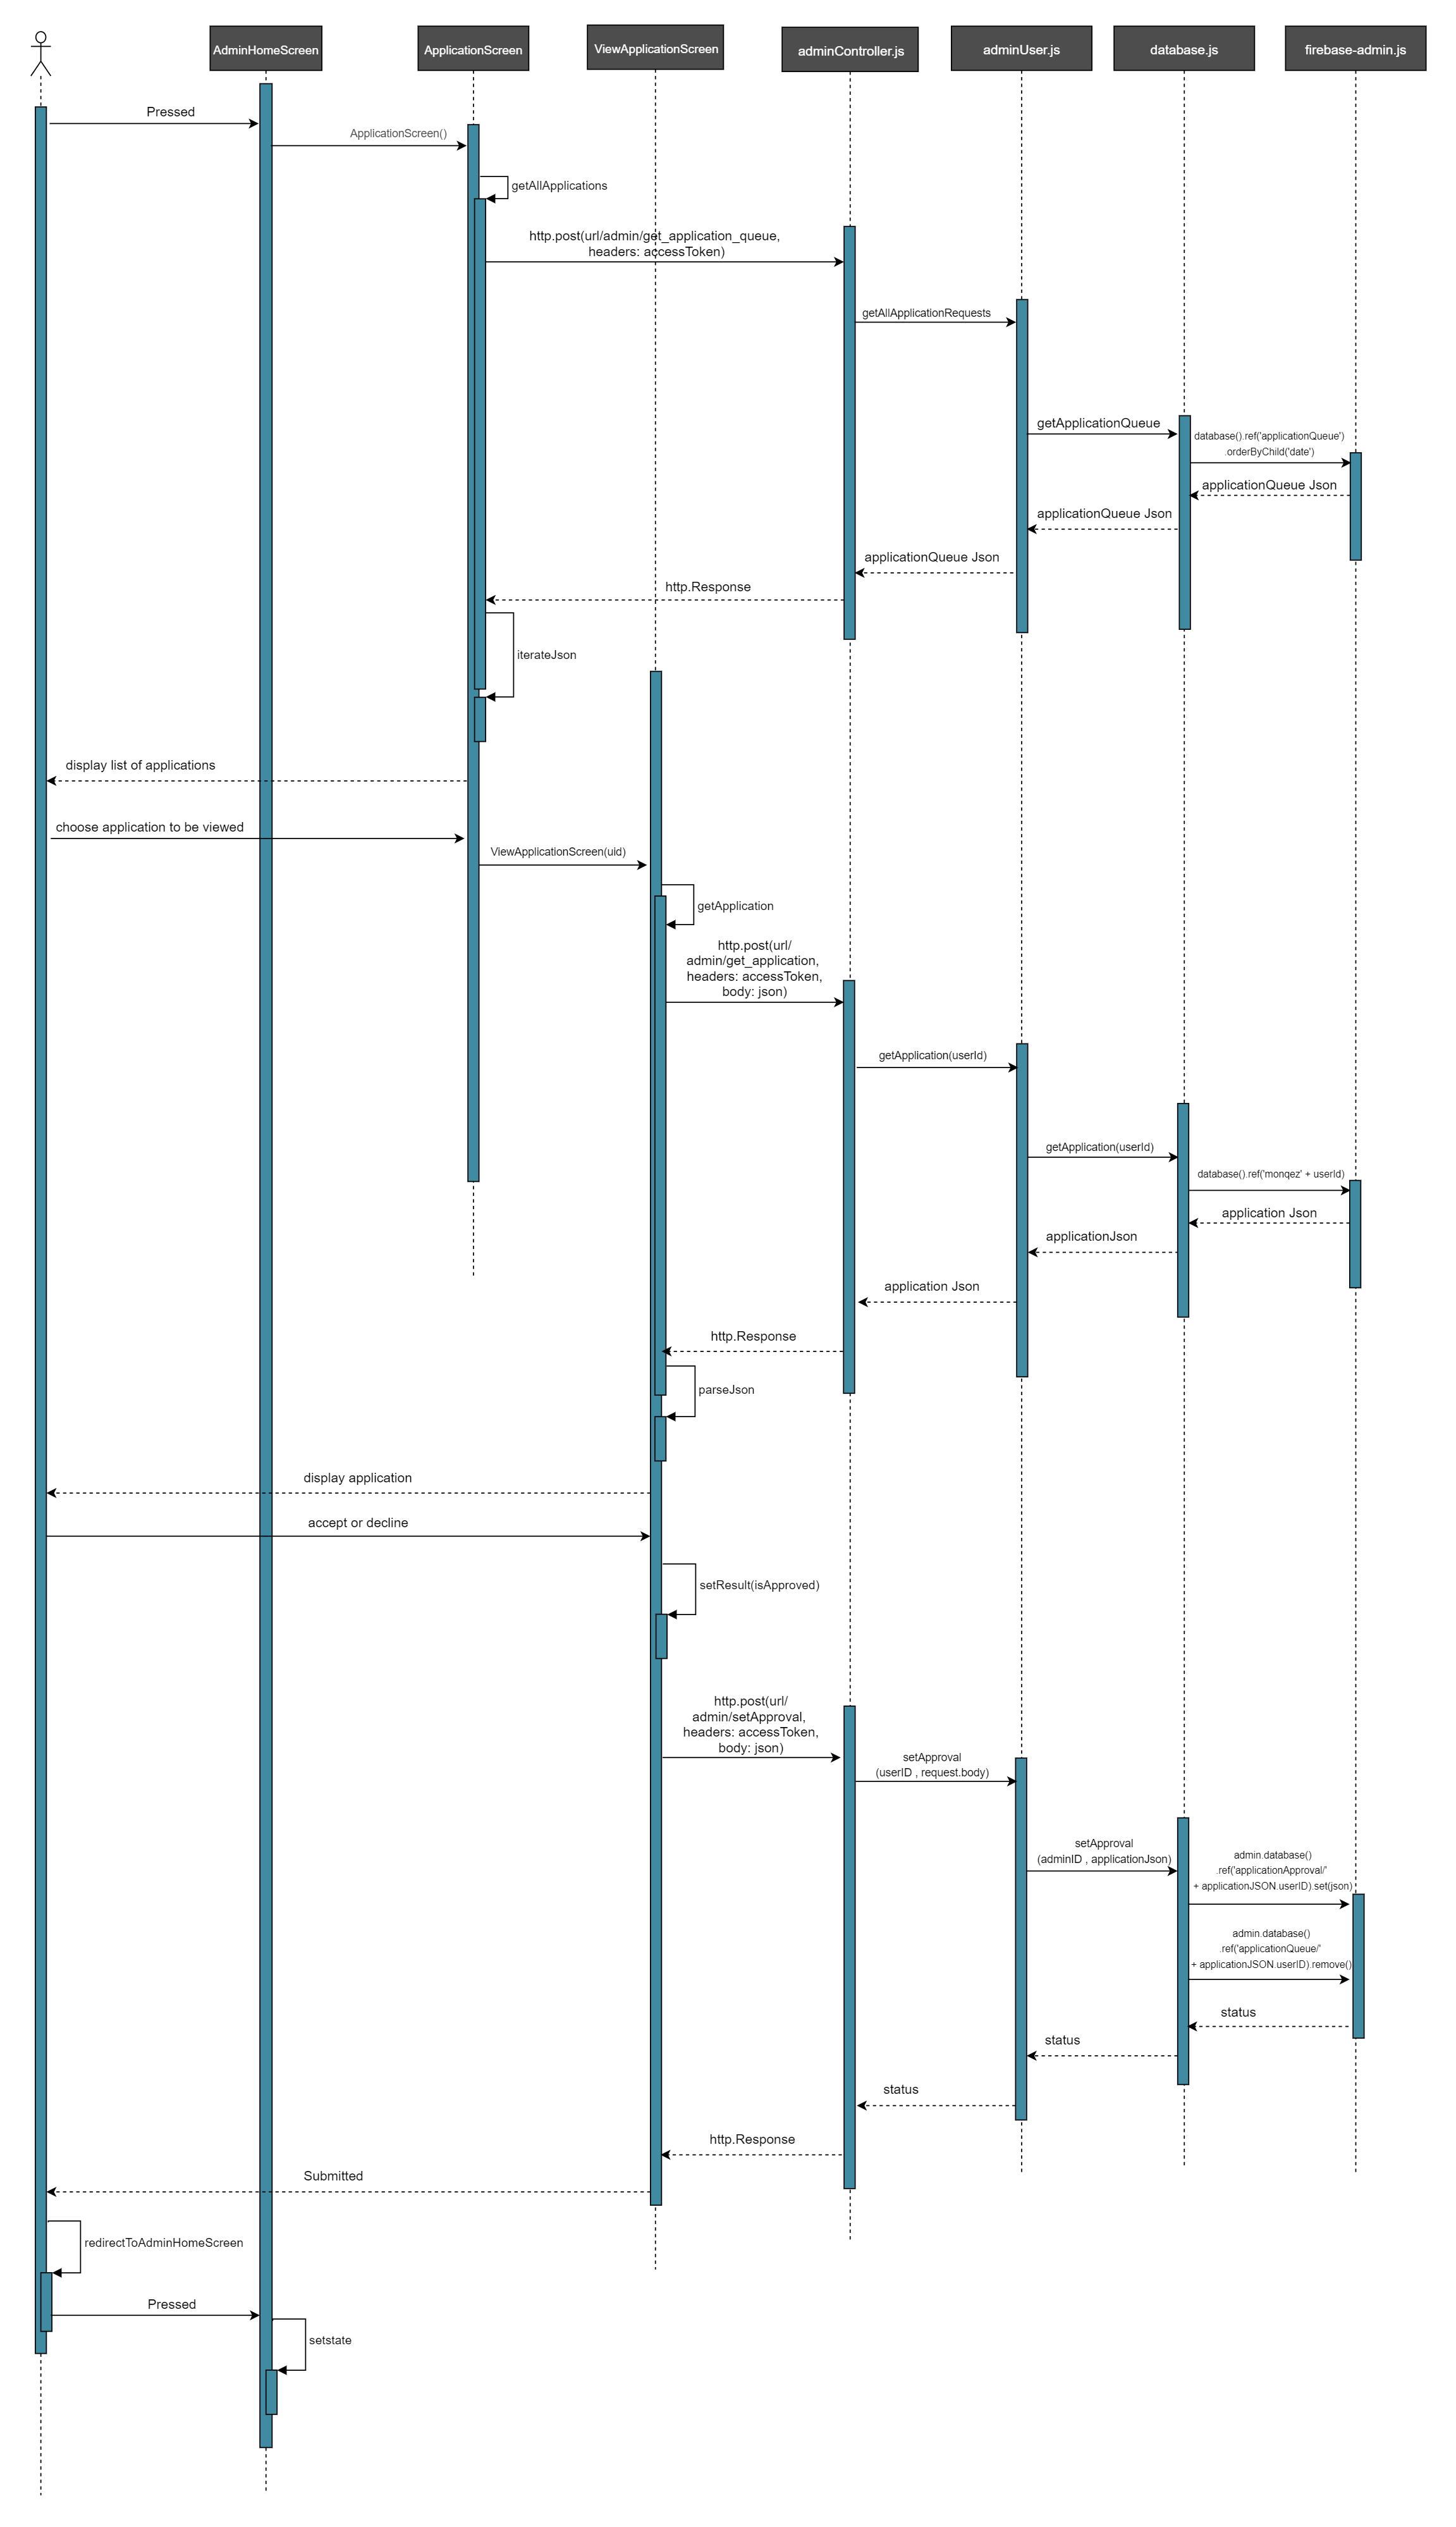 AdminHomeScreen
ApplicationScreen
ViewApplicationScreen
adminController.js
adminUser.js
database.js
firebase-admin.js
Pressed
ApplicationScreen()
getAllApplications
http.post(url/admin/get_application_queue,
headers: accessToken)
getAllApplicationRequests
getApplicationQueue
database().ref('applicationQueue')
.orderByChild('date')
applicationQueue Json
applicationQueue Json
applicationQueue Json
http.Response
iterateJson
display list of applications
choose application to be viewed
ViewApplicationScreen(uid)
getApplication
http.post(url/
admin/get_application,
headers: accessToken,
body: json)
getApplication(userId)
getApplication(userId)
database().ref('monqez' + userId)
application Json
applicationJson
application Json
http.Response
parseJson
display application
accept or decline
setResult(isApproved)
http.post(url/
admin/setApproval,
headers: accessToken,
body: json)
setApproval
(userID , request.body)
setApproval
(adminID , applicationJson)
admin.database()
.ref('applicationApproval/'
+ applicationJSON.userID).set(json)
admin.database()
.ref('applicationQueue/'
+ applicationJSON.userID).remove()
status
status
status
http.Response
Submitted
redirectToAdminHomeScreen
Pressed
setstate